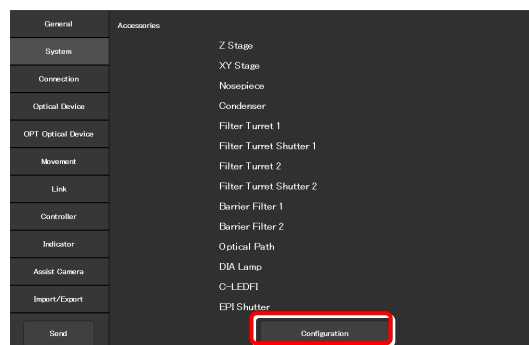 General
System
Connection
Optical Device
OPT Optical Device
Movement
Link
Controller
Indicator
Assist Camera
Import/Export
Send
Accessories
Z Stage
XY Stage
Nosepiece
Condenser
Filter Turret 1
Filter Turret Shutter 1
Filter Turret 2
Filter Turret Shutter 2
Barrier Filter 1
Barrier Filter 2
Optical Path
DIA Lamp
C-LEDFI
EPI Shutter
Configuration